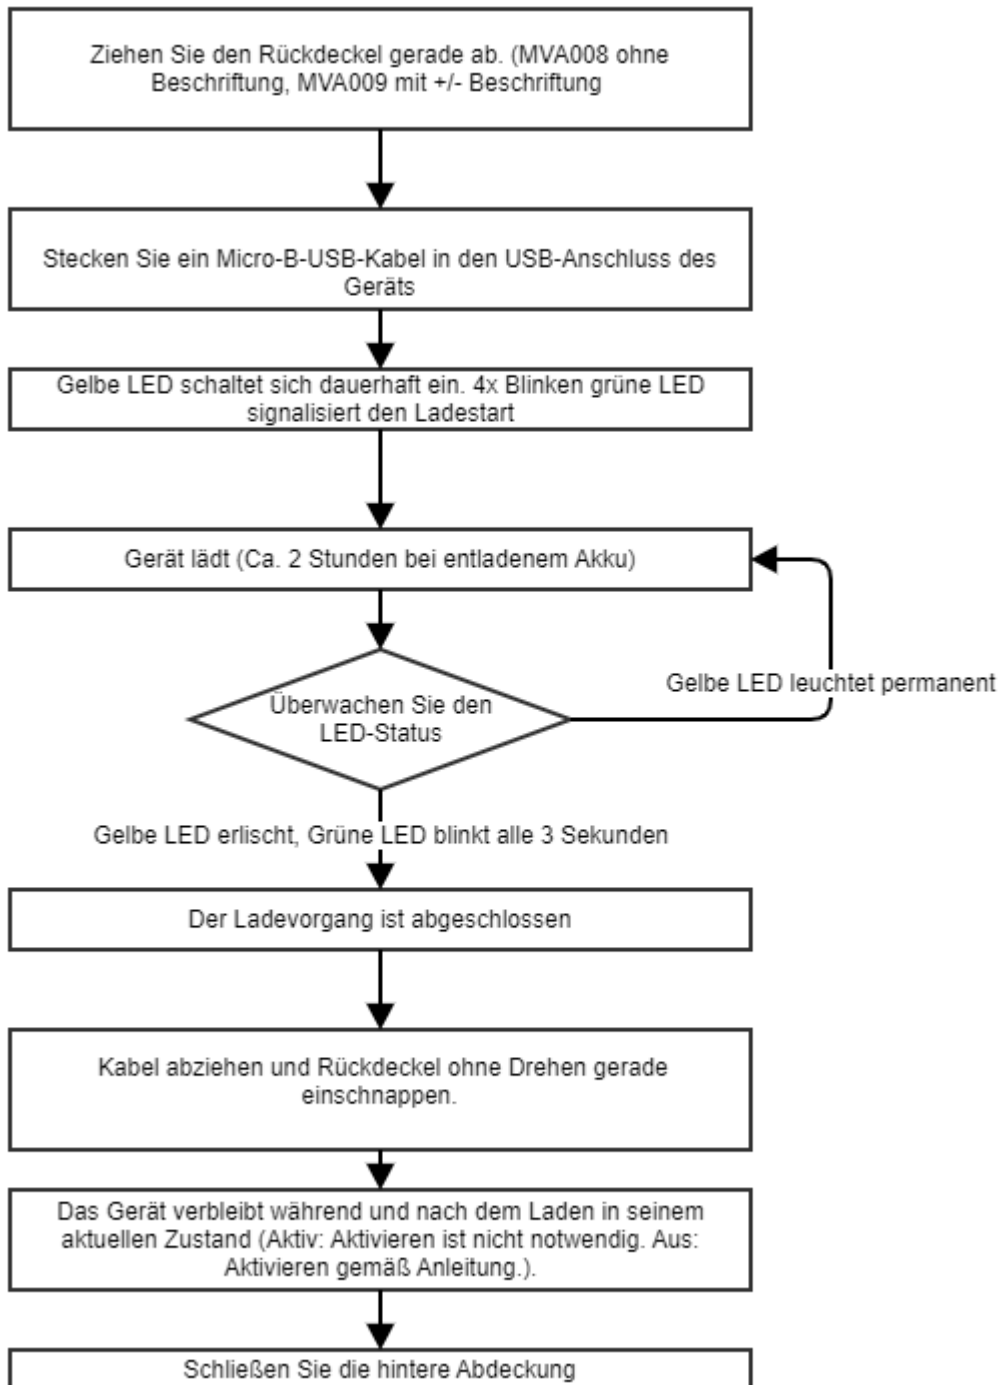 Ziehen Sie den Rückdeckel gerade ab. (MVA008 ohne
Beschriftung, MVA009 mit +/- Beschriftung
Stecken Sie ein Micro-B-USB-Kabel in den USB-Anschluss des
Geräts
Gelbe LED schaltet sich dauerhaft ein. 4x Blinken grüne LED
signalisiert den Ladestart
Gerät lädt (Ca. 2 Stunden bei entladenem Akku)
Überwachen Sie den
LED-Status
Gelbe LED leuchtet permanent
Gelbe LED erlischt, Grüne LED blinkt alle 3 Sekunden
Der Ladevorgang ist abgeschlossen
Kabel abziehen und Rückdeckel ohne Drehen gerade
einschnappen.
Das Gerät verbleibt während und nach dem Laden in seinem
aktuellen Zustand (Aktiv: Aktivieren ist nicht notwendig. Aus:
Aktivieren gemäß Anleitung.).
Schließen Sie die hintere Abdeckung